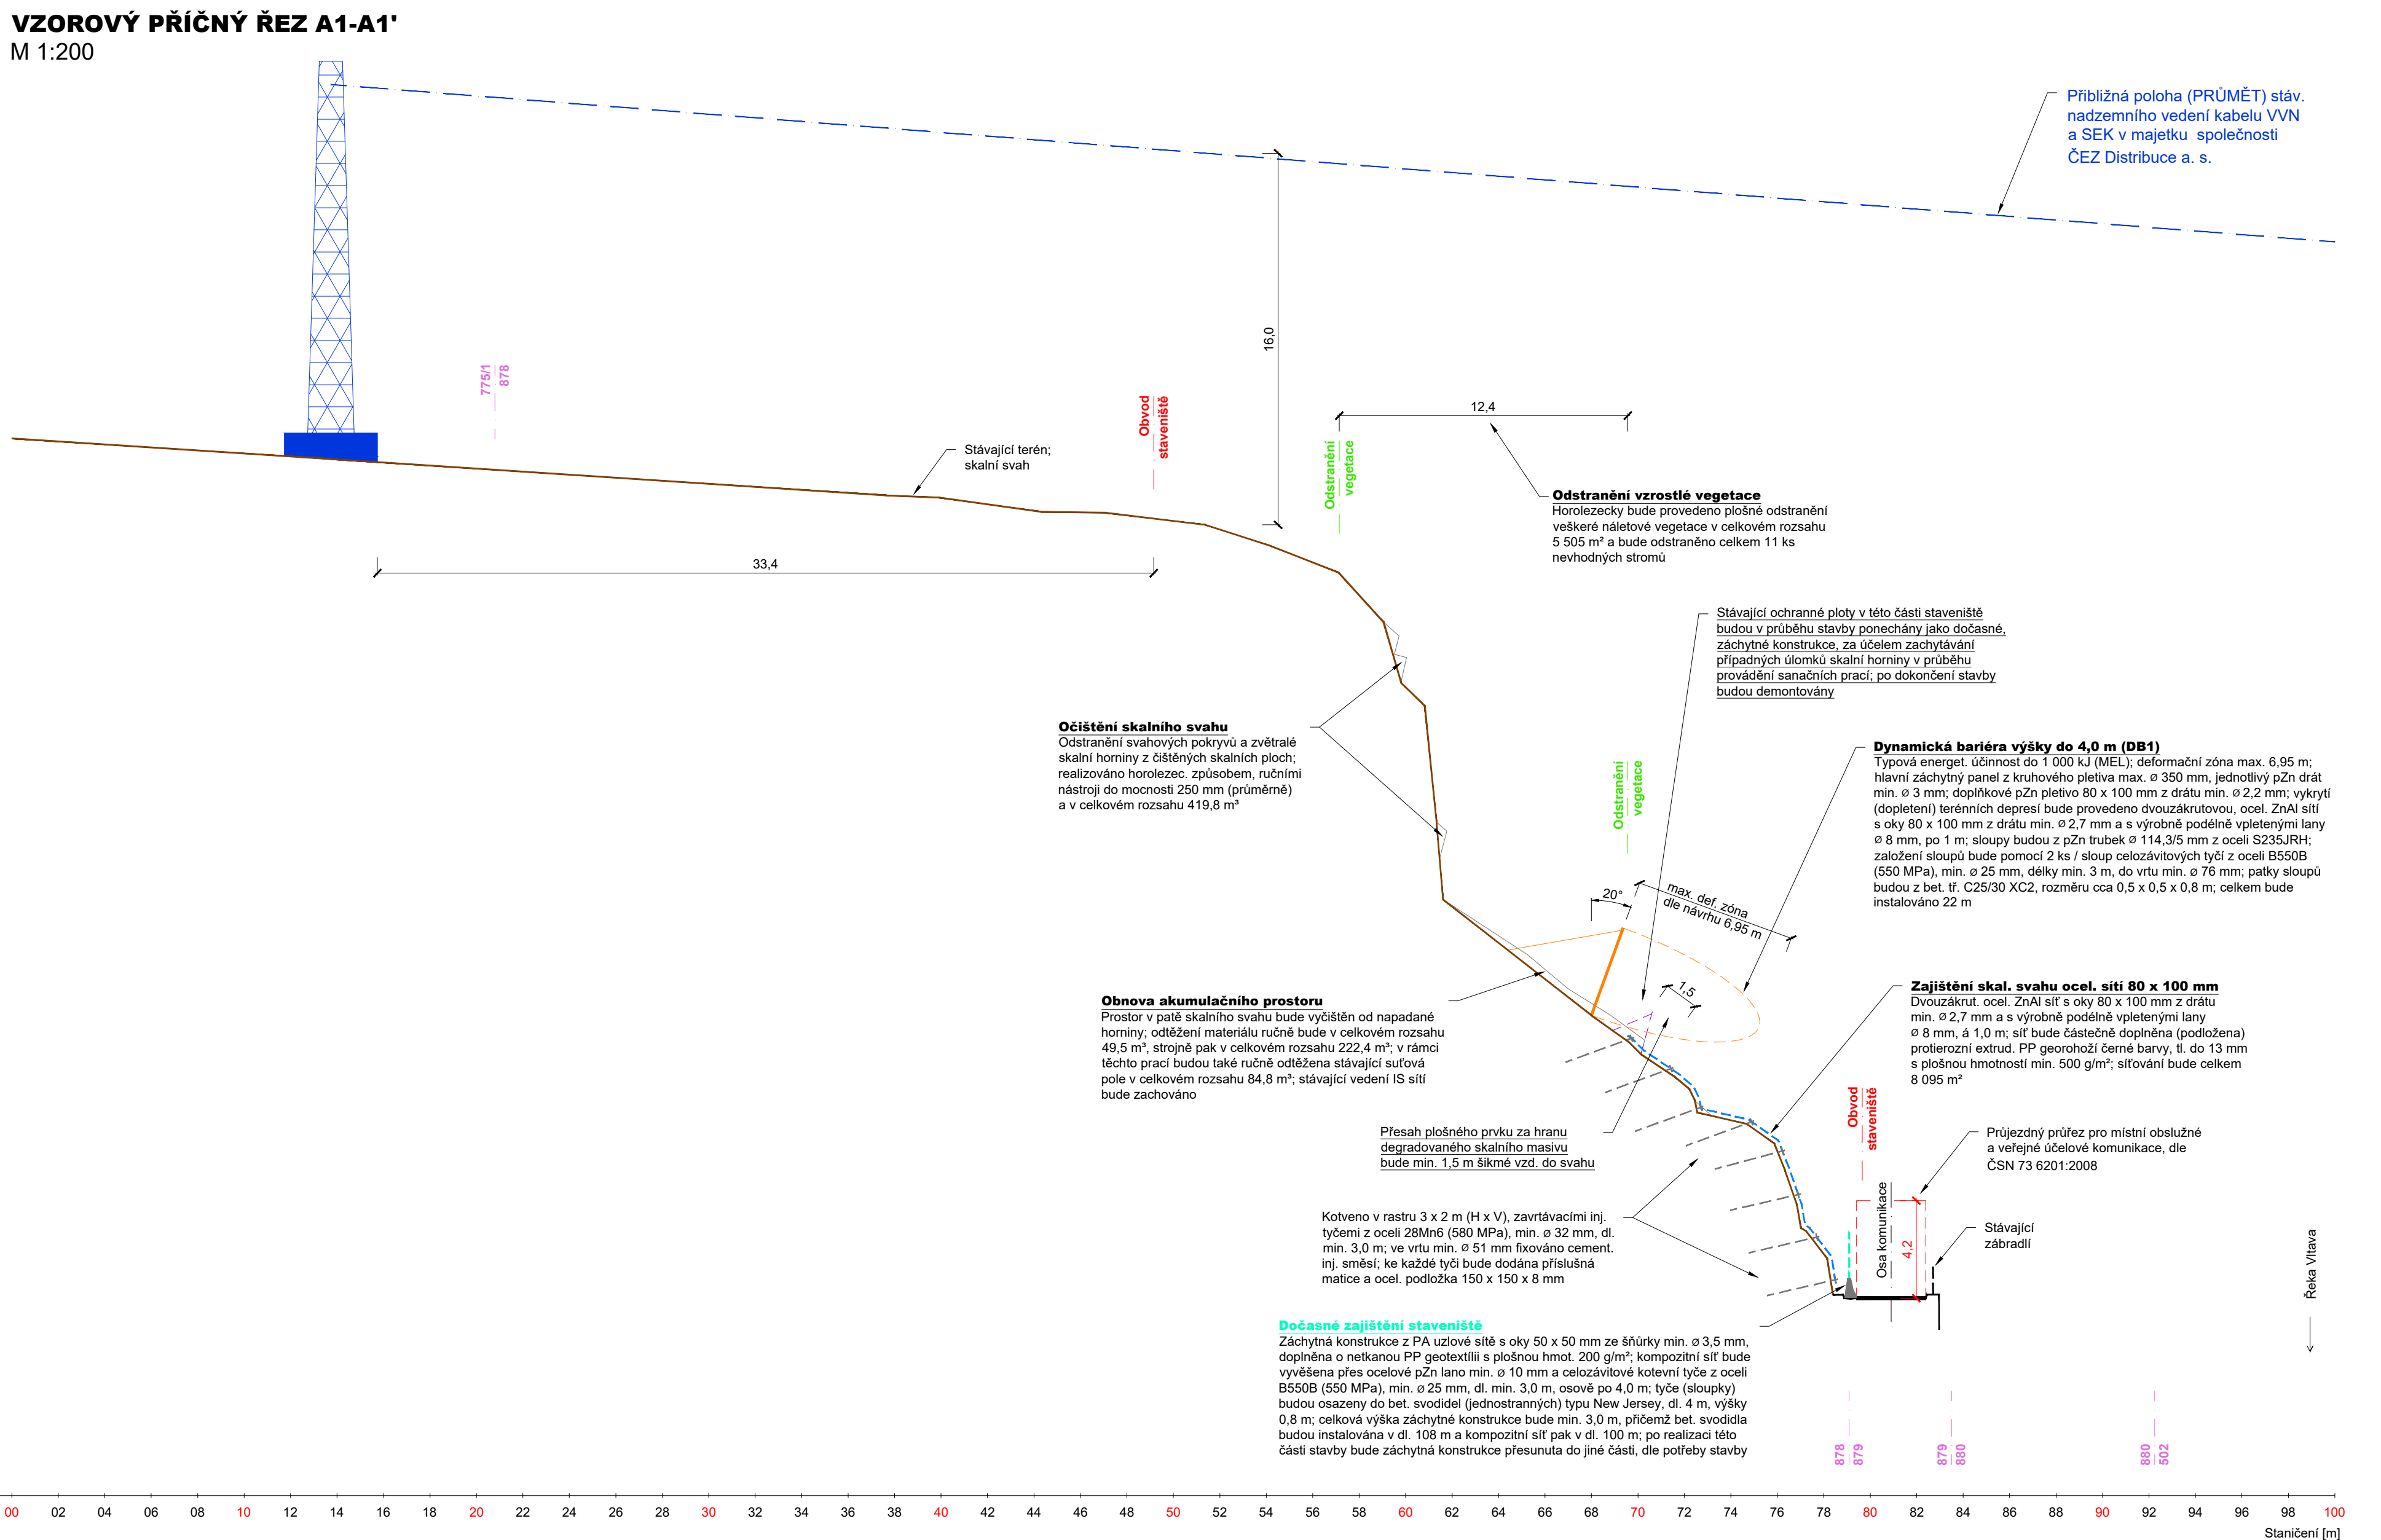 VZOROVÝ PŘÍČNÝ ŘEZ A1-A1'
M 1:200
Přibližná poloha (PRŮMĚT) stáv.
nadzemního vedení kabelu VVN
a SEK v majetku společnosti
ČEZ Distribuce a. s.
16,0
775/1
878
Obvod
staveniště
12,4
Odstranění
vegetace
Stávající terén;
skalní svah
33,4
Odstranění vzrostlé vegetace
Horolezecky bude provedeno plošné odstranění
veškeré náletové vegetace v celkovém rozsahu
5 505 m² a bude odstraněno celkem 11 ks
nevhodných stromů
Stávající ochranné ploty v této části staveniště
budou v průběhu stavby ponechány jako dočasné,
záchytné konstrukce, za účelem zachytávání
případných úlomků skalní horniny v průběhu
provádění sanačních prací; po dokončení stavby
budou demontovány
Očištění skalního svahu
Odstranění svahových pokryvů a zvětralé
skalní horniny z čištěných skalních ploch;
realizováno horolezec. způsobem, ručními
nástroji do mocnosti 250 mm (průměrně)
a v celkovém rozsahu 419,8 m³
Odstranění
vegetace
Dynamická bariéra výšky do 4,0 m (DB1)
Typová energet. účinnost do 1 000 kJ (MEL); deformační zóna max. 6,95 m;
hlavní záchytný panel z kruhového pletiva max. ⌀ 350 mm, jednotlivý pZn drát
min. ⌀ 3 mm; doplňkové pZn pletivo 80 x 100 mm z drátu min. ⌀ 2,2 mm; vykrytí
(dopletení) terénních depresí bude provedeno dvouzákrutovou, ocel. ZnAl sítí
s oky 80 x 100 mm z drátu min. ⌀ 2,7 mm a s výrobně podélně vpletenými lany
⌀ 8 mm, po 1 m; sloupy budou z pZn trubek ⌀ 114,3/5 mm z oceli S235JRH;
založení sloupů bude pomocí 2 ks / sloup celozávitových tyčí z oceli B550B
(550 MPa), min. ⌀ 25 mm, délky min. 3 m, do vrtu min. ⌀ 76 mm; patky sloupů
budou z bet. tř. C25/30 XC2, rozměru cca 0,5 x 0,5 x 0,8 m; celkem bude
instalováno 22 m
20°
max. def. zóna
dle návrhu 6,95 m
1,5
Obnova akumulačního prostoru
Prostor v patě skalního svahu bude vyčištěn od napadané
horniny; odtěžení materiálu ručně bude v celkovém rozsahu
49,5 m³, strojně pak v celkovém rozsahu 222,4 m³; v rámci
těchto prací budou také ručně odtěžena stávající suťová
pole v celkovém rozsahu 84,8 m³; stávající vedení IS sítí
bude zachováno
Zajištění skal. svahu ocel. sítí 80 x 100 mm
Dvouzákrut. ocel. ZnAl síť s oky 80 x 100 mm z drátu
min. ⌀ 2,7 mm a s výrobně podélně vpletenými lany
⌀ 8 mm, á 1,0 m; síť bude částečně doplněna (podložena)
protierozní extrud. PP georohoží černé barvy, tl. do 13 mm
s plošnou hmotností min. 500 g/m²; síťování bude celkem
8 095 m²
Přesah plošného prvku za hranu
degradovaného skalního masivu
bude min. 1,5 m šikmé vzd. do svahu
Obvod
staveniště
Průjezdný průřez pro místní obslužné
a veřejné účelové komunikace, dle
ČSN 73 6201:2008
Kotveno v rastru 3 x 2 m (H x V), zavrtávacími inj.
tyčemi z oceli 28Mn6 (580 MPa), min. ⌀ 32 mm, dl.
min. 3,0 m; ve vrtu min. ⌀ 51 mm fixováno cement.
inj. směsí; ke každé tyči bude dodána příslušná
matice a ocel. podložka 150 x 150 x 8 mm
Osa komunikace
4,2
Stávající
zábradlí
Řeka Vltava
Dočasné zajištění staveniště
Záchytná konstrukce z PA uzlové sítě s oky 50 x 50 mm ze šňůrky min. ⌀ 3,5 mm,
doplněna o netkanou PP geotextílii s plošnou hmot. 200 g/m²; kompozitní síť bude
vyvěšena přes ocelové pZn lano min. ⌀ 10 mm a celozávitové kotevní tyče z oceli
B550B (550 MPa), min. ⌀ 25 mm, dl. min. 3,0 m, osově po 4,0 m; tyče (sloupky)
budou osazeny do bet. svodidel (jednostranných) typu New Jersey, dl. 4 m, výšky
0,8 m; celková výška záchytné konstrukce bude min. 3,0 m, přičemž bet. svodidla
budou instalována v dl. 108 m a kompozitní síť pak v dl. 100 m; po realizaci této
části stavby bude záchytná konstrukce přesunuta do jiné části, dle potřeby stavby
878
879
879
880
880
502
00 02 04 06 08 10 12 14 16 18 20 22 24 26 28 30 32 34 36 38 40 42 44 46 48 50 52 54 56 58 60 62 64 66 68 70 72 74 76 78 80 82 84 86 88 90 92 94 96 98 100
Staničení [m]